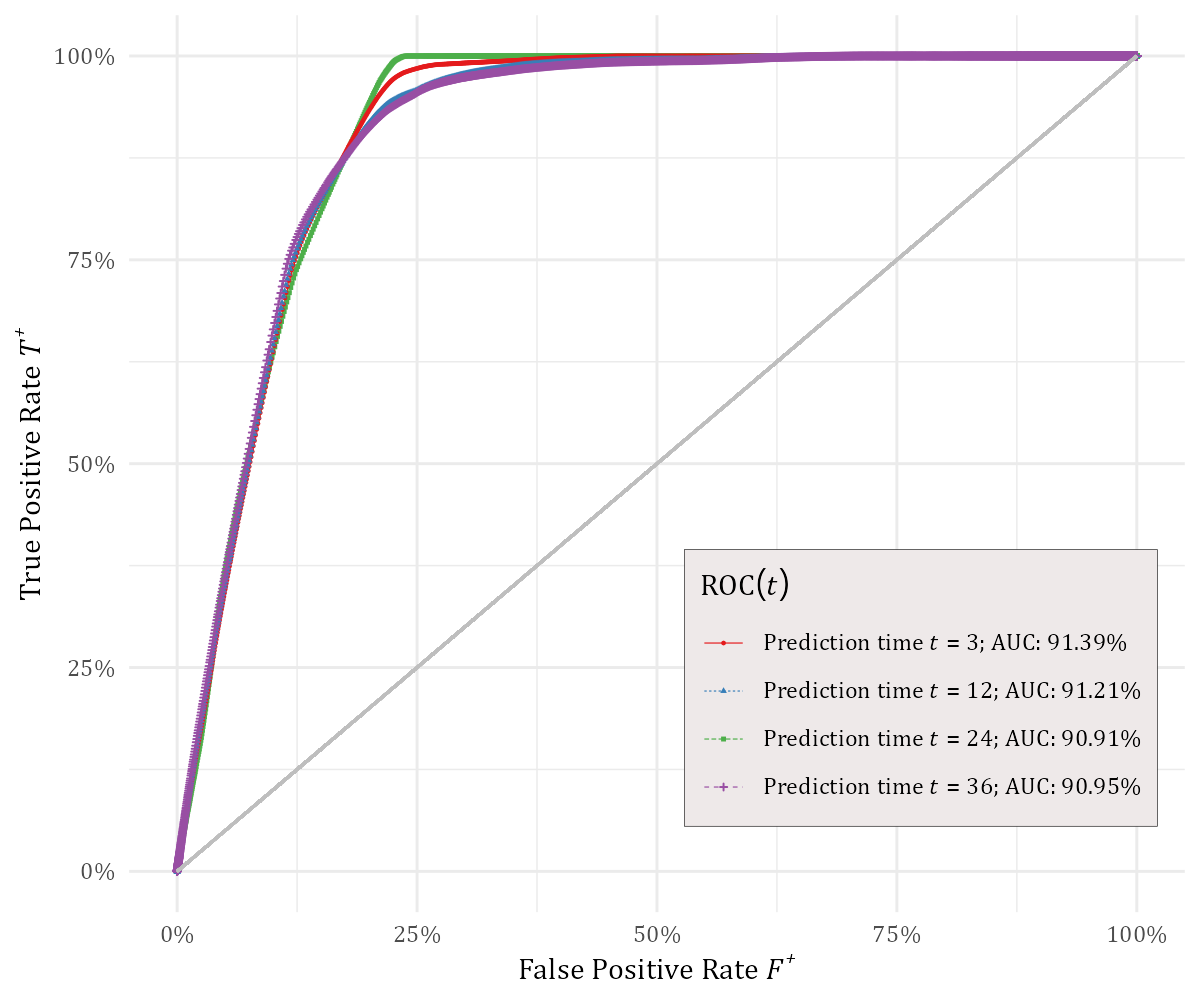 100%
75%
50%
25%
0%
True Positive Rate T⁺
0%
25%
50%
75%
100%
False Positive Rate F⁺
ROC(t)
Prediction time t = 3; AUC: 91.39%
Prediction time t = 12; AUC: 91.21%
Prediction time t = 24; AUC: 90.91%
Prediction time t = 36; AUC: 90.95%